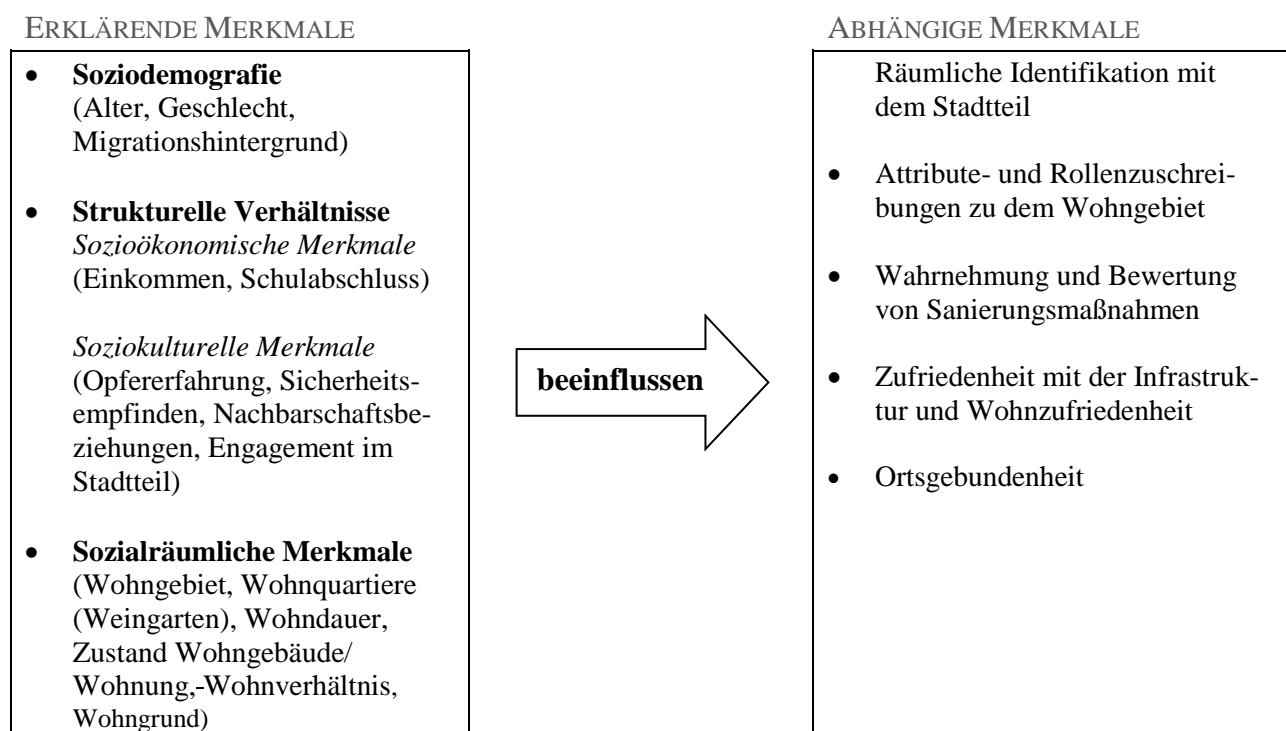 ERKLÄRENDE MERKMALE
• Soziodemografie
(Alter, Geschlecht,
Migrationshintergrund)
• Strukturelle Verhältnisse
Sozioökonomische Merkmale
(Einkommen, Schulabschluss)
Soziokulturelle Merkmale
(Opfererfahrung, Sicherheits-
empfinden, Nachbarschaftsbe-
ziehungen, Engagement im
Stadtteil)
• Sozialräumliche Merkmale
(Wohngebiet, Wohnquartiere
(Weingarten), Wohndauer,
Zustand Wohngebäude/
Wohnung,-Wohnverhältnis,
Wohngrund)
beeinflussen
ABHÄNGIGE MERKMALE
Räumliche Identifikation mit
dem Stadtteil
• Attribute- und Rollenzuschrei-
bungen zu dem Wohngebiet
• Wahrnehmung und Bewertung
von Sanierungsmaßnahmen
• Zufriedenheit mit der Infrastruk-
tur und Wohnzufriedenheit
• Ortsgebundenheit